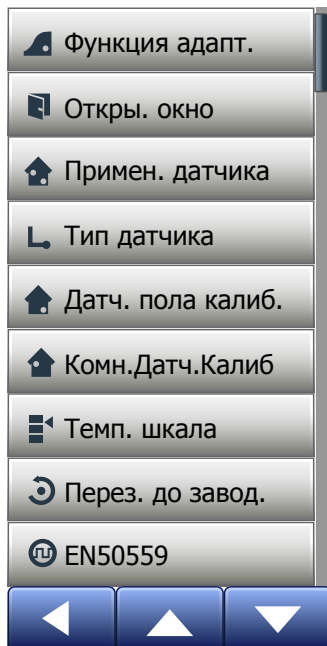 Функция адапт.
Откры. окно
Примен. датчика
Тип датчика
Датч. пола калиб.
Комн.Датч.Калиб
Темп. шкала
Перез. до завод.
EN50559